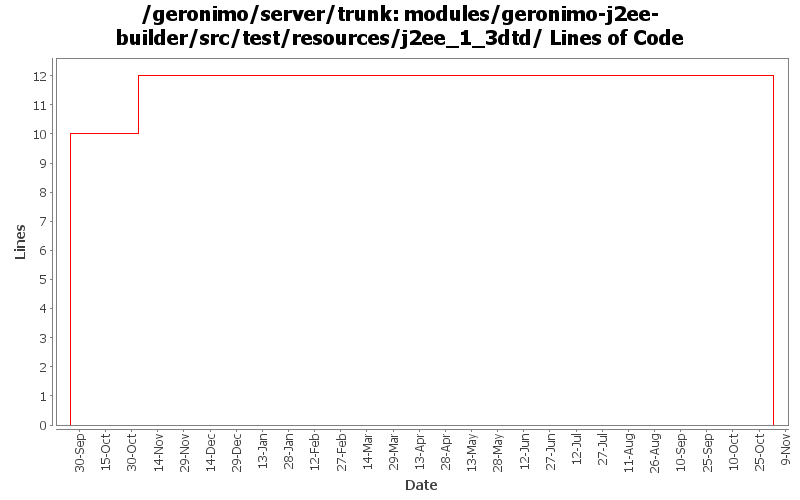 /geronimo/server/trunk: modules/geronimo-j2ee-
builder/src/test/resources/j2ee_1_3dtd/ Lines of Code
12
11
10
9
8
7
6
5
4
3
2
1
0
Lines
30-Sep
15-Oct
30-Oct
14-Nov
29-Nov
14-Dec
29-Dec
13-Jan
28-Jan
12-Feb
27-Feb
14-Mar
29-Mar
13-Apr
28-Apr
13-May
28-May
12-Jun
27-Jun
12-Jul
27-Jul
11-Aug
26-Aug
10-Sep
25-Sep
10-Oct
25-Oct
9-Nov
Date